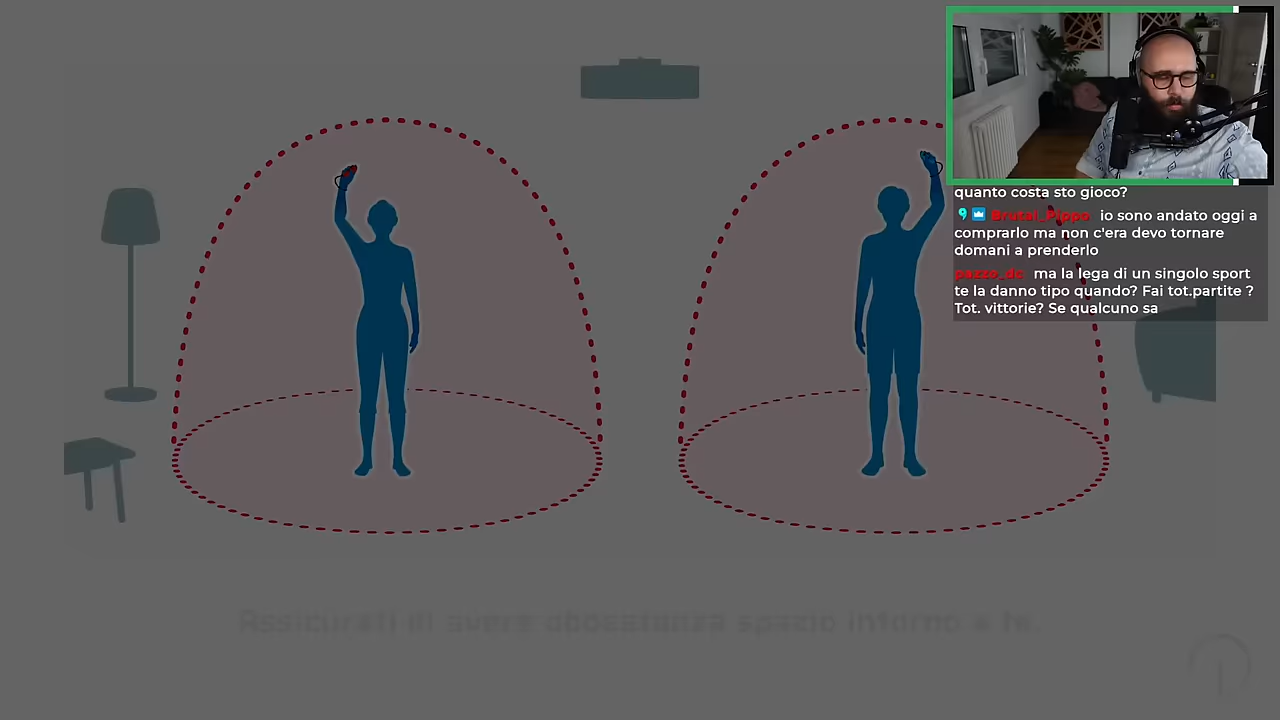 quanto costa sto gioco?
Brutal_Pippo io sono andato oggi a
comprarlo ma non c'era devo tornare
domani a prenderlo
pazzo_dc ma la lega di un singolo sport
te la danno tipo quando? Fai tot.partite ?
Tot. vittorie? Se qualcuno sa
Assicurati di avere abbastanza spazio intorno a te.